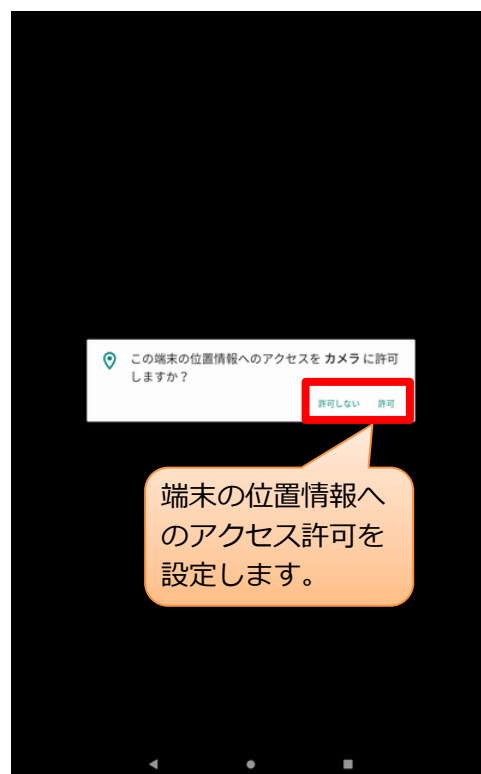 この端末の位置情報へのアクセスを カメラ に許可
しますか？
許可しない 許可
端末の位置情報へ
のアクセス許可を
設定します。